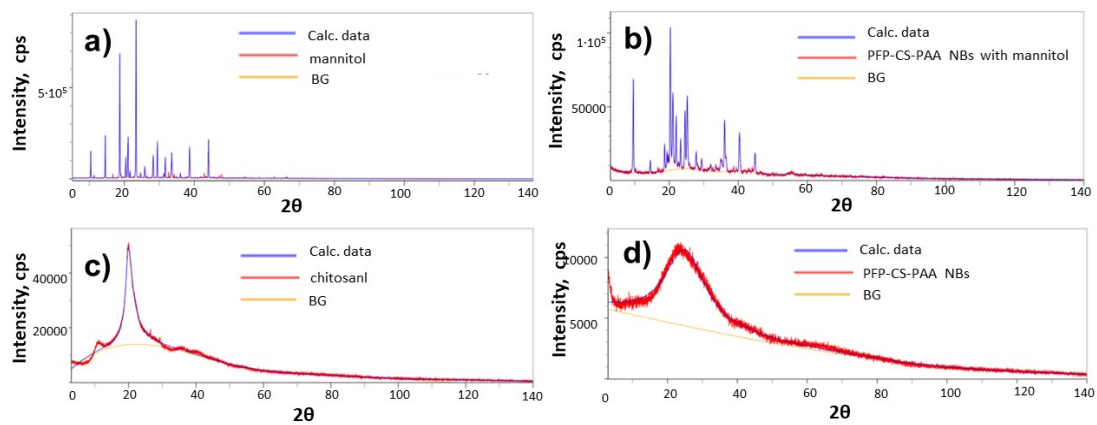 a)
Intensity, cps
5·10⁵
Calc. data
mannitol
BG
0 20 40 60 80 100 120 140
2θ
b)
Intensity, cps
1·10⁵
50000
Calc. data
PFP-CS-PAA NBs with mannitol
BG
0 20 40 60 80 100 120 140
2θ
c)
Intensity, cps
40000
20000
Calc. data
chitosanl
BG
0 20 40 60 80 100 120 140
2θ
d)
Intensity, cps
10000
5000
Calc. data
PFP-CS-PAA NBs
BG
0 20 40 60 80 100 120 140
2θ